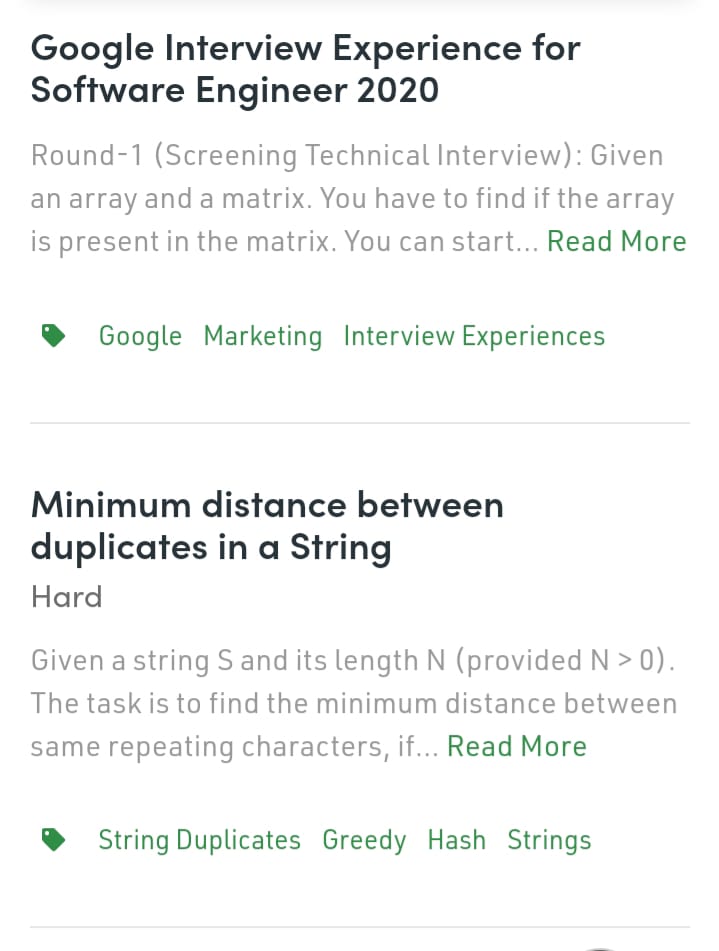 Google Interview Experience for
Software Engineer 2020
Round-1 (Screening Technical Interview): Given
an array and a matrix. You have to find if the array
is present in the matrix. You can start... Read More
Google Marketing Interview Experiences
Minimum distance between
duplicates in a String
Hard
Given a string S and its length N (provided N > 0).
The task is to find the minimum distance between
same repeating characters, if... Read More
String Duplicates Greedy Hash Strings